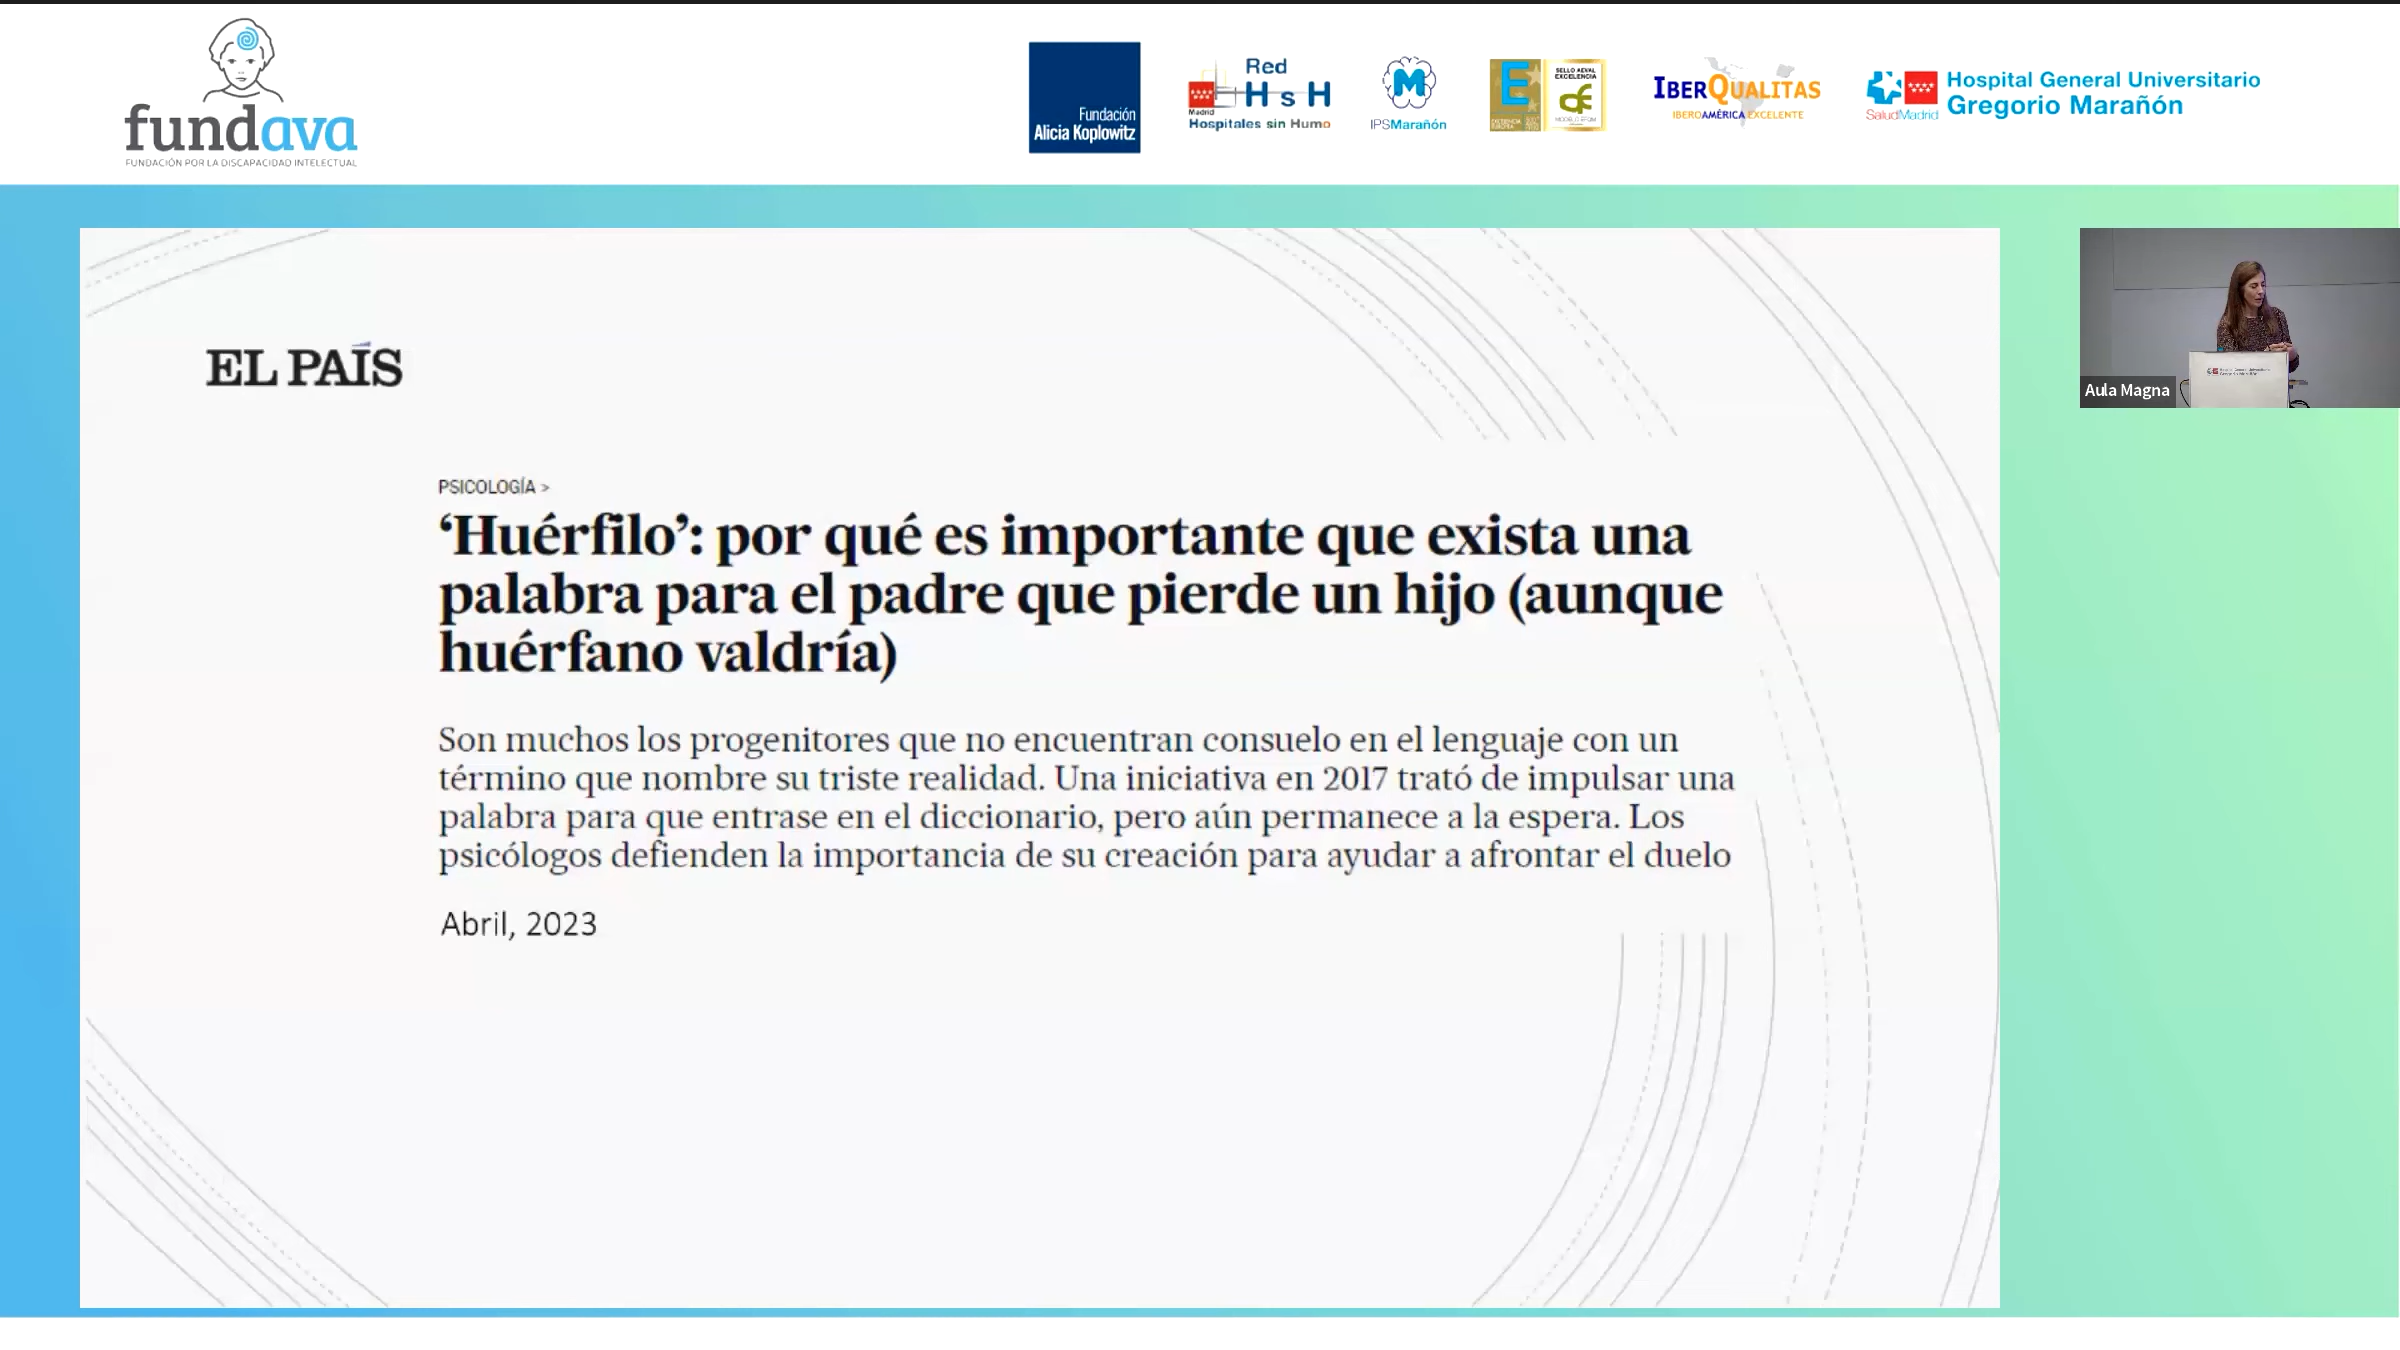 fundava
FUNDACIÓN POR LA DISCAPACIDAD INTELECTUAL
Fundación
Alicia Koplowitz
Red
H s H
Madrid
Hospitales sin Humo
M
IPSMarañón
E
SELLO AEVAL
EXCELENCIA
IBERQUALITAS
IBEROAMÉRICA EXCELENTE
SaludMadrid
Hospital General Universitario
Gregorio Marañón
EL PAÍS
PSICOLOGÍA >
‘Huérfilo’: por qué es importante que exista una
palabra para el padre que pierde un hijo (aunque
huérfano valdría)
Son muchos los progenitores que no encuentran consuelo en el lenguaje con un
término que nombre su triste realidad. Una iniciativa en 2017 trató de impulsar una
palabra para que entrase en el diccionario, pero aún permanece a la espera. Los
psicólogos defienden la importancia de su creación para ayudar a afrontar el duelo
Abril, 2023
Aula Magna